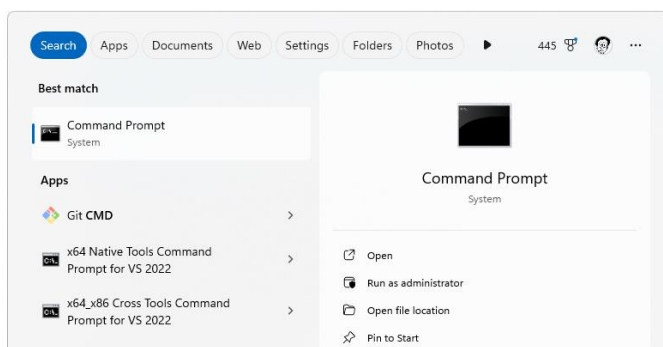 Search Apps Documents Web Settings Folders Photos 445
Best match
Command Prompt
System
Apps
Git CMD
x64 Native Tools Command
Prompt for VS 2022
x64_x86 Cross Tools Command
Prompt for VS 2022
Command Prompt
System
Open
Run as administrator
Open file location
Pin to Start